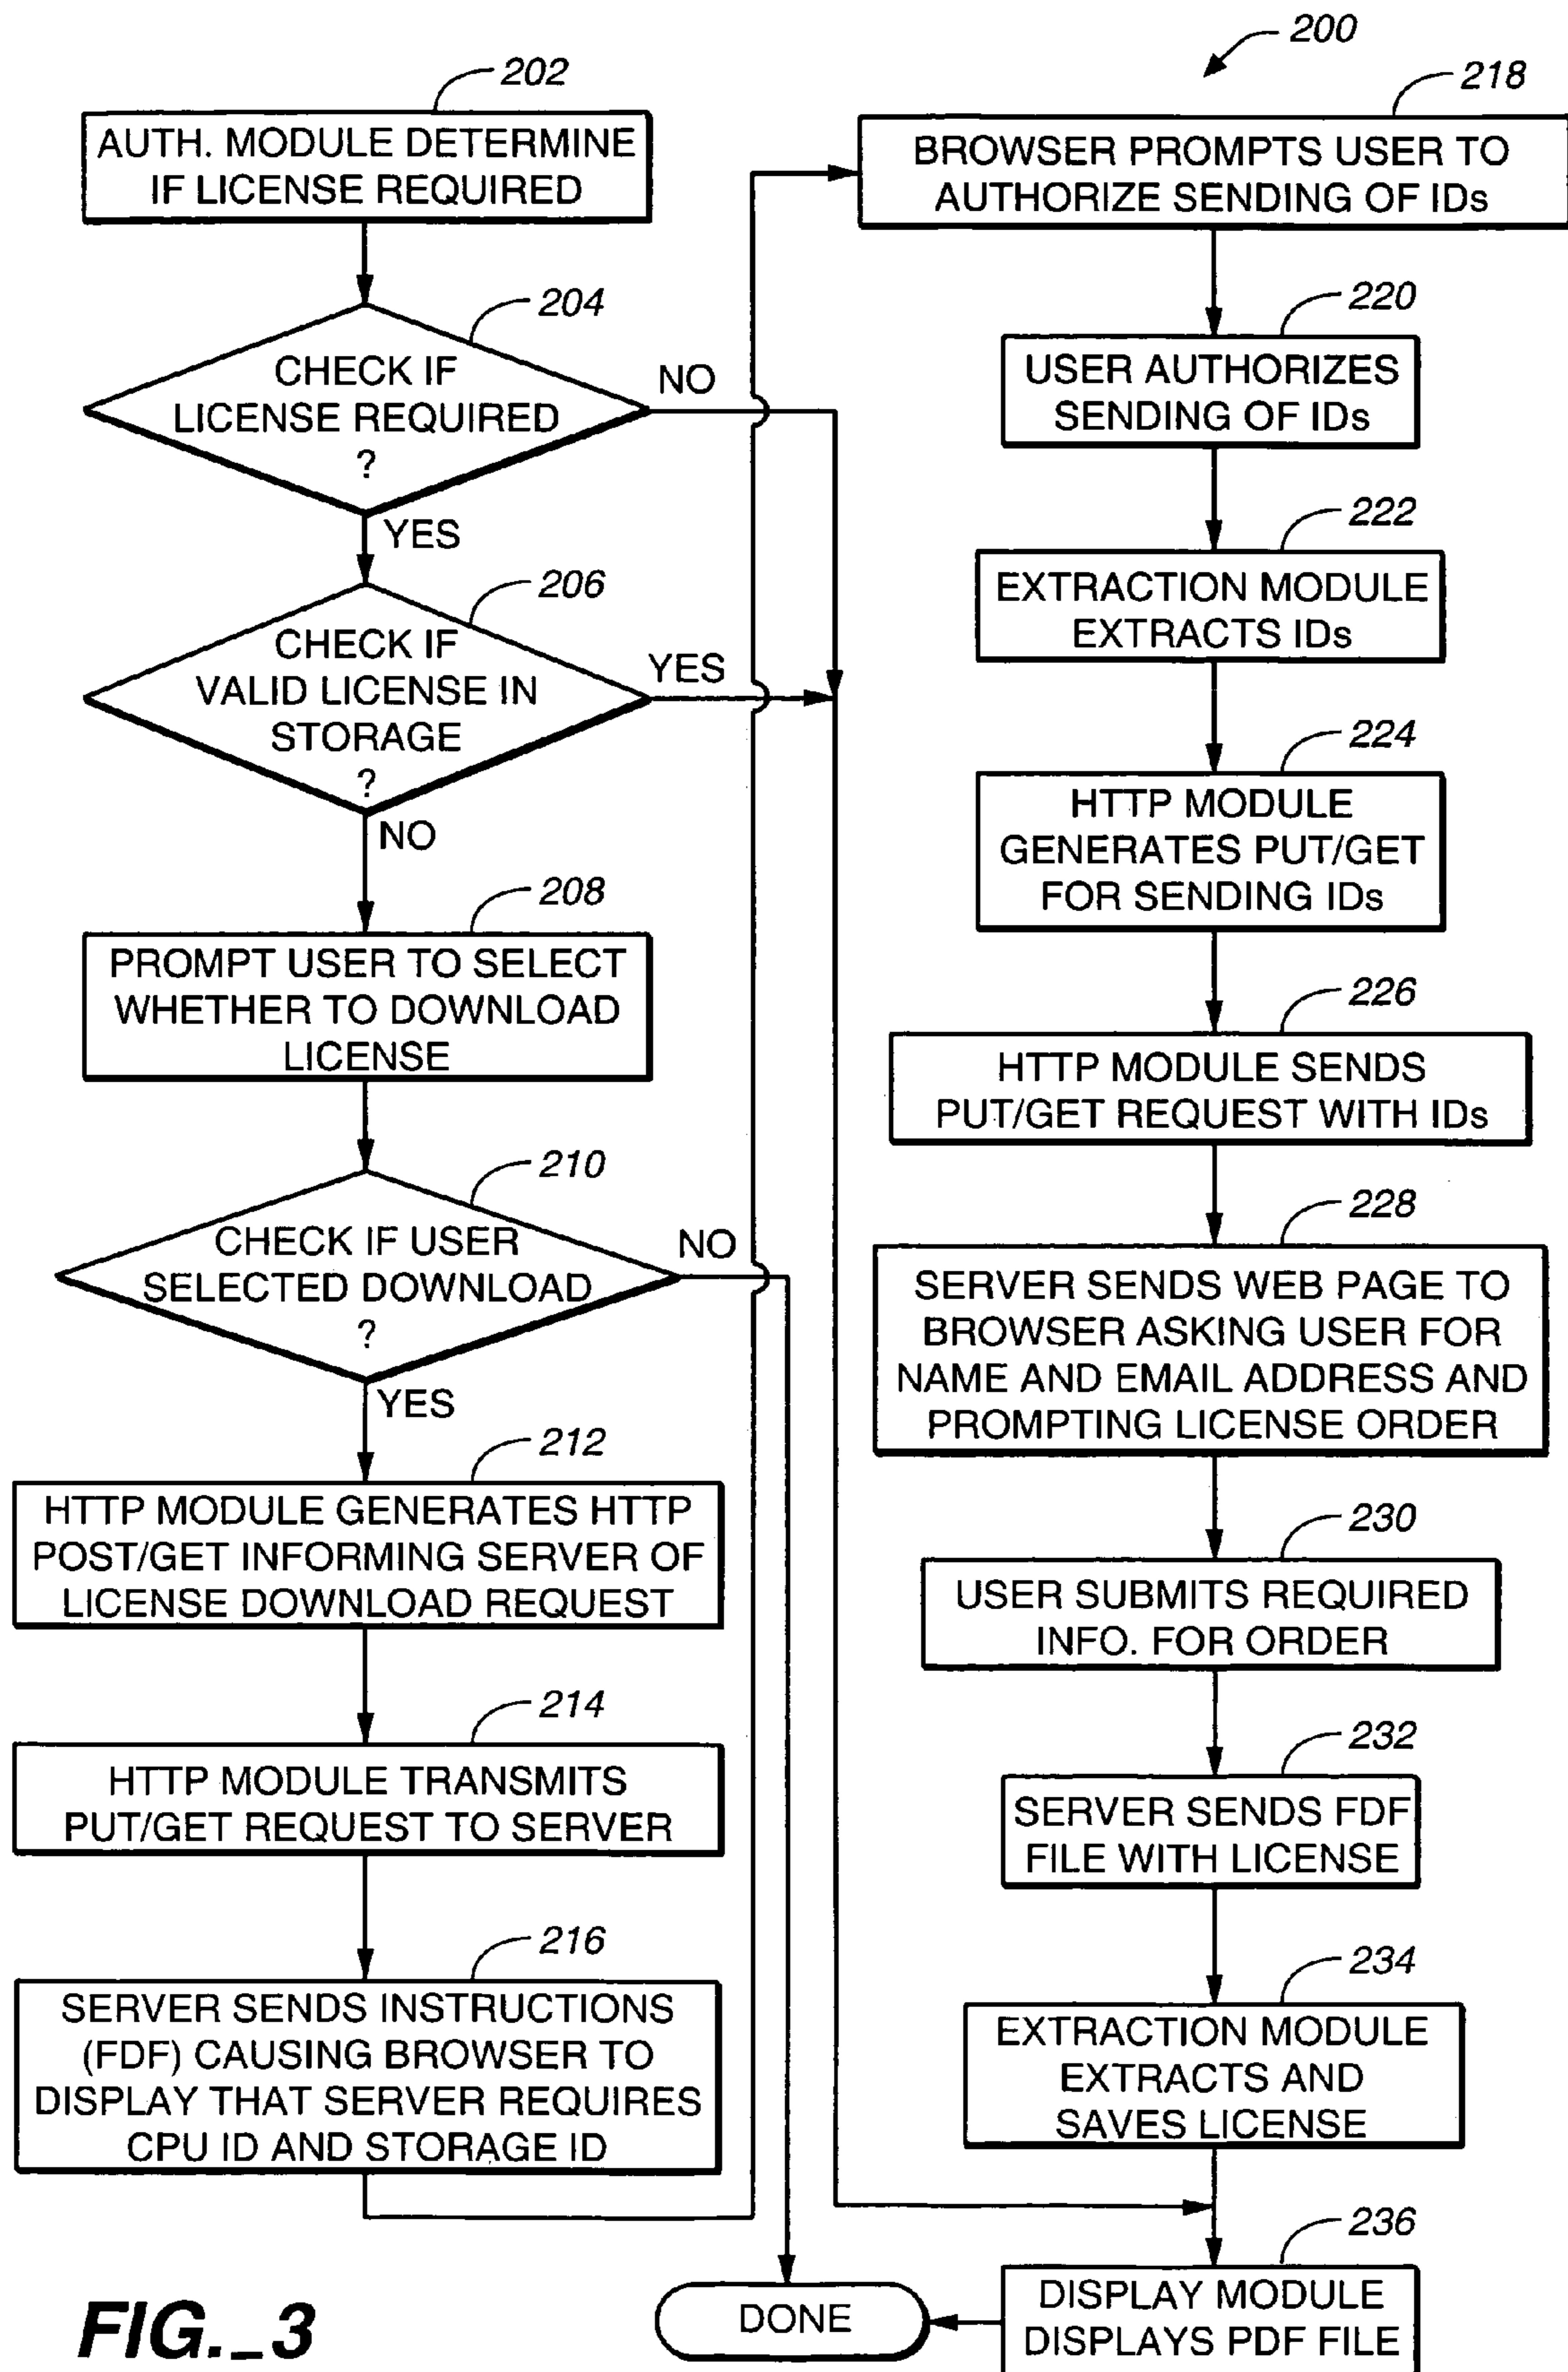 200
202
AUTH. MODULE DETERMINE
IF LICENSE REQUIRED
204
CHECK IF
LICENSE REQUIRED
?
NO
YES
206
CHECK IF
VALID LICENSE IN
STORAGE
?
YES
NO
208
PROMPT USER TO SELECT
WHETHER TO DOWNLOAD
LICENSE
210
CHECK IF USER
SELECTED DOWNLOAD
?
NO
YES
212
HTTP MODULE GENERATES HTTP
POST/GET INFORMING SERVER OF
LICENSE DOWNLOAD REQUEST
214
HTTP MODULE TRANSMITS
PUT/GET REQUEST TO SERVER
216
SERVER SENDS INSTRUCTIONS
(FDF) CAUSING BROWSER TO
DISPLAY THAT SERVER REQUIRES
CPU ID AND STORAGE ID
218
BROWSER PROMPTS USER TO
AUTHORIZE SENDING OF IDs
220
USER AUTHORIZES
SENDING OF IDs
222
EXTRACTION MODULE
EXTRACTS IDs
224
HTTP MODULE
GENERATES PUT/GET
FOR SENDING IDs
226
HTTP MODULE SENDS
PUT/GET REQUEST WITH IDs
228
SERVER SENDS WEB PAGE TO
BROWSER ASKING USER FOR
NAME AND EMAIL ADDRESS AND
PROMPTING LICENSE ORDER
230
USER SUBMITS REQUIRED
INFO. FOR ORDER
232
SERVER SENDS FDF
FILE WITH LICENSE
234
EXTRACTION MODULE
EXTRACTS AND
SAVES LICENSE
236
DISPLAY MODULE
DISPLAYS PDF FILE
DONE
FIG._3